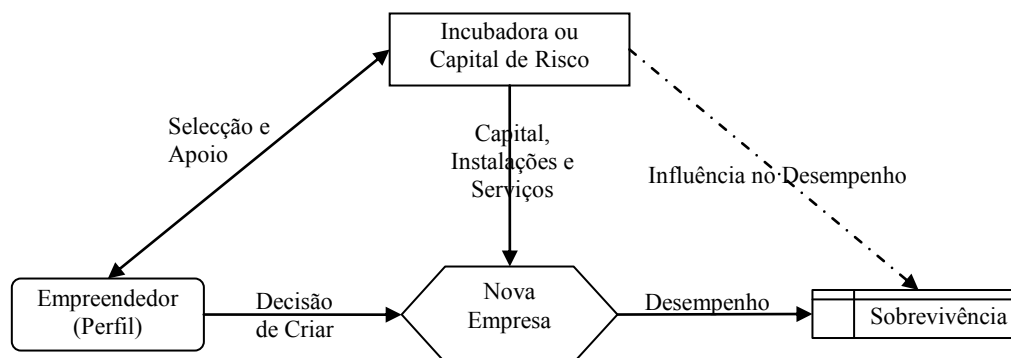 Incubadora ou
Capital de Risco
Selecção e
Apoio
Capital,
Instalações e
Serviços
Influência no Desempenho
Empreendedor
(Perfil)
Decisão
de Criar
Nova
Empresa
Desempenho
Sobrevivência